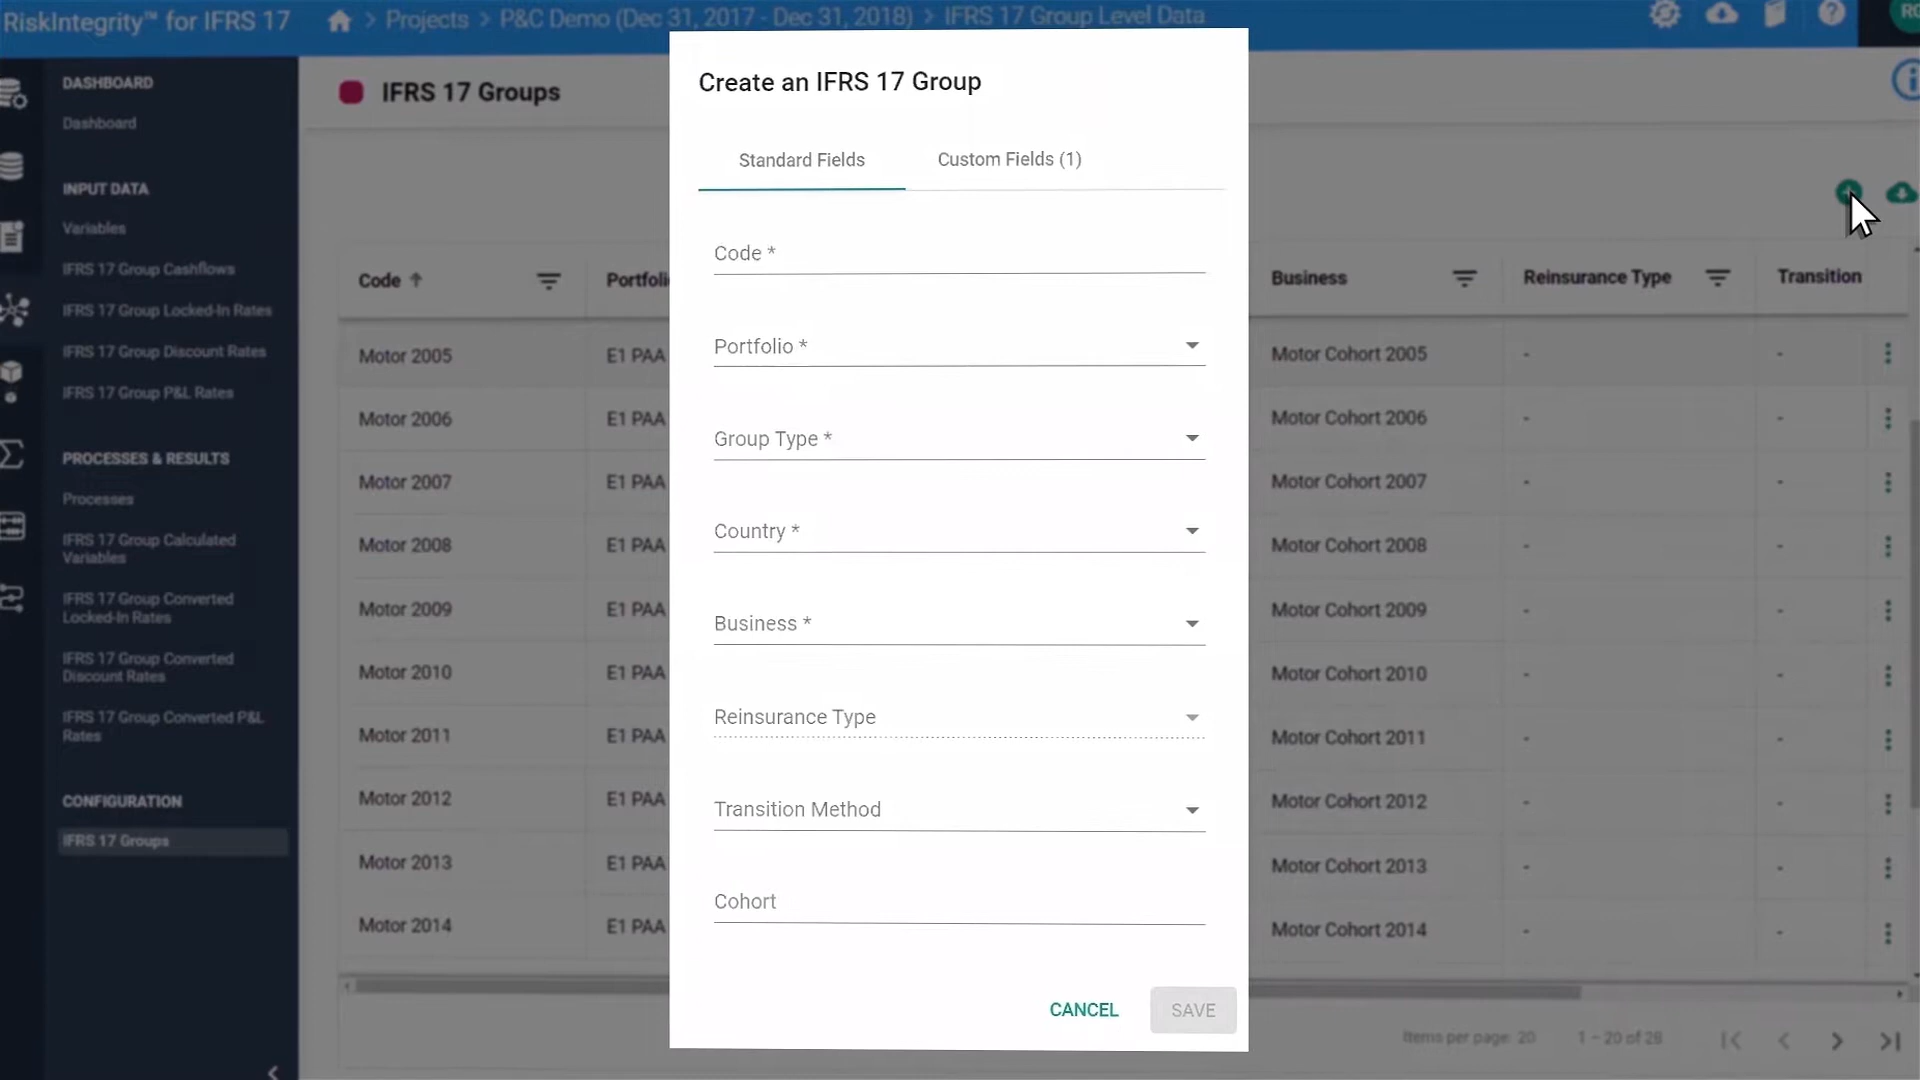 RiskIntegrity™ for IFRS 17
Projects > P&C Demo (Dec 31, 2017 - Dec 31, 2018) > IFRS 17 Group Level Data
DASHBOARD
Dashboard
INPUT DATA
Variables
IFRS 17 Group Cashflows
IFRS 17 Group Locked-In Rates
IFRS 17 Group Discount Rates
IFRS 17 Group P&L Rates
PROCESSES & RESULTS
Processes
IFRS 17 Group Calculated
Variables
IFRS 17 Group Converted
Locked-In Rates
IFRS 17 Group Converted
Discount Rates
IFRS 17 Group Converted P&L
Rates
CONFIGURATION
IFRS 17 Groups
IFRS 17 Groups
Code Business Reinsurance Type Transition
Motor 2005 E1 PAA Motor Cohort 2005 - -
Motor 2006 E1 PAA Motor Cohort 2006 - -
Motor 2007 E1 PAA Motor Cohort 2007 - -
Motor 2008 E1 PAA Motor Cohort 2008 - -
Motor 2009 E1 PAA Motor Cohort 2009 - -
Motor 2010 E1 PAA Motor Cohort 2010 - -
Motor 2011 E1 PAA Motor Cohort 2011 - -
Motor 2012 E1 PAA Motor Cohort 2012 - -
Motor 2013 E1 PAA Motor Cohort 2013 - -
Motor 2014 E1 PAA Motor Cohort 2014 - -
Items per page: 20 1 – 20 of 28
Create an IFRS 17 Group
Standard Fields Custom Fields (1)
Code *
Portfolio *
Group Type *
Country *
Business *
Reinsurance Type
Transition Method
Cohort
CANCEL SAVE